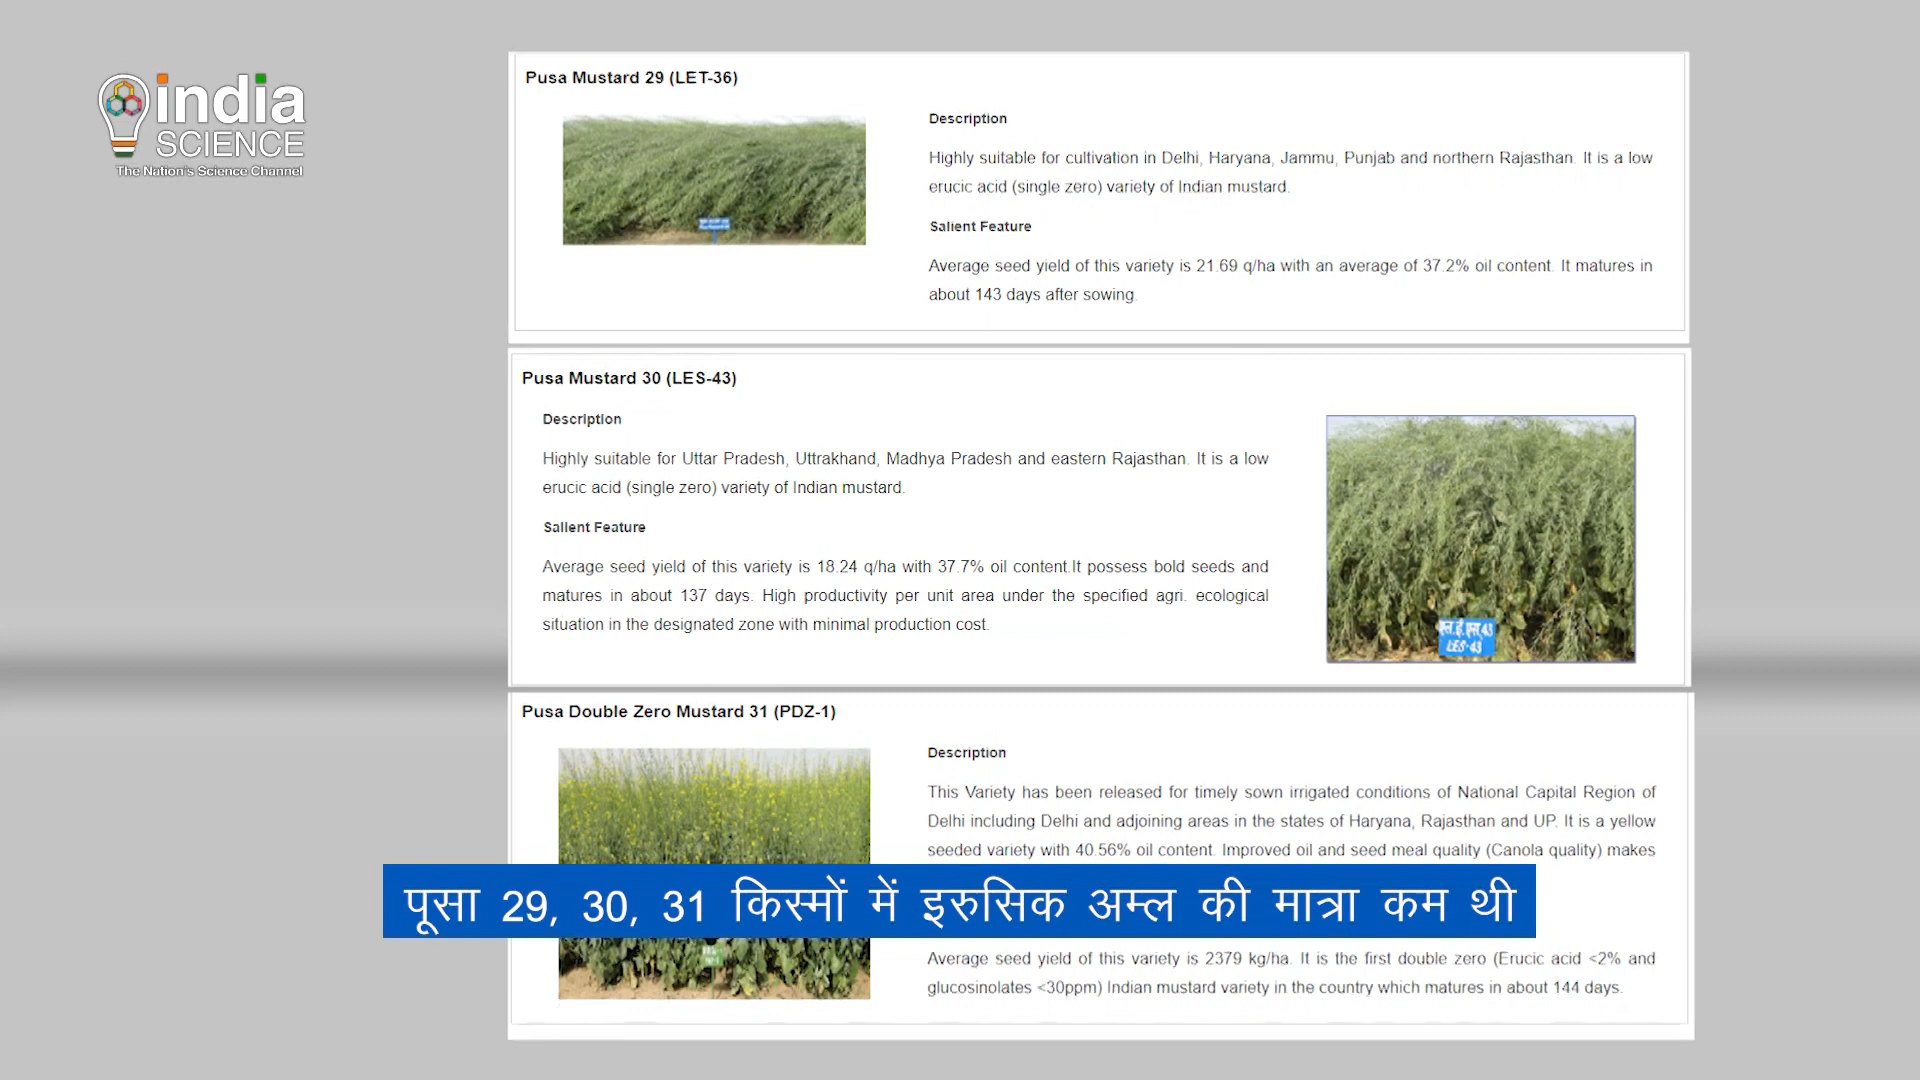 india
SCIENCE
The Nation's Science Channel
Pusa Mustard 29 (LET-36)
Description
Highly suitable for cultivation in Delhi, Haryana, Jammu, Punjab and northern Rajasthan. It is a low
erucic acid (single zero) variety of Indian mustard.
Salient Feature
Average seed yield of this variety is 21.69 q/ha with an average of 37.2% oil content. It matures in
about 143 days after sowing.
Pusa Mustard 30 (LES-43)
Description
Highly suitable for Uttar Pradesh, Uttrakhand, Madhya Pradesh and eastern Rajasthan. It is a low
erucic acid (single zero) variety of Indian mustard.
Salient Feature
Average seed yield of this variety is 18.24 q/ha with 37.7% oil content.It possess bold seeds and
matures in about 137 days. High productivity per unit area under the specified agri. ecological
situation in the designated zone with minimal production cost.
एल.ई.एस.43
LES-43
Pusa Double Zero Mustard 31 (PDZ-1)
Description
This Variety has been released for timely sown irrigated conditions of National Capital Region of
Delhi including Delhi and adjoining areas in the states of Haryana, Rajasthan and UP. It is a yellow
seeded variety with 40.56% oil content. Improved oil and seed meal quality (Canola quality) makes
पूसा 29, 30, 31 किस्मों में इरुसिक अम्ल की मात्रा कम थी
Average seed yield of this variety is 2379 kg/ha. It is the first double zero (Erucic acid <2% and
glucosinolates <30ppm) Indian mustard variety in the country which matures in about 144 days.